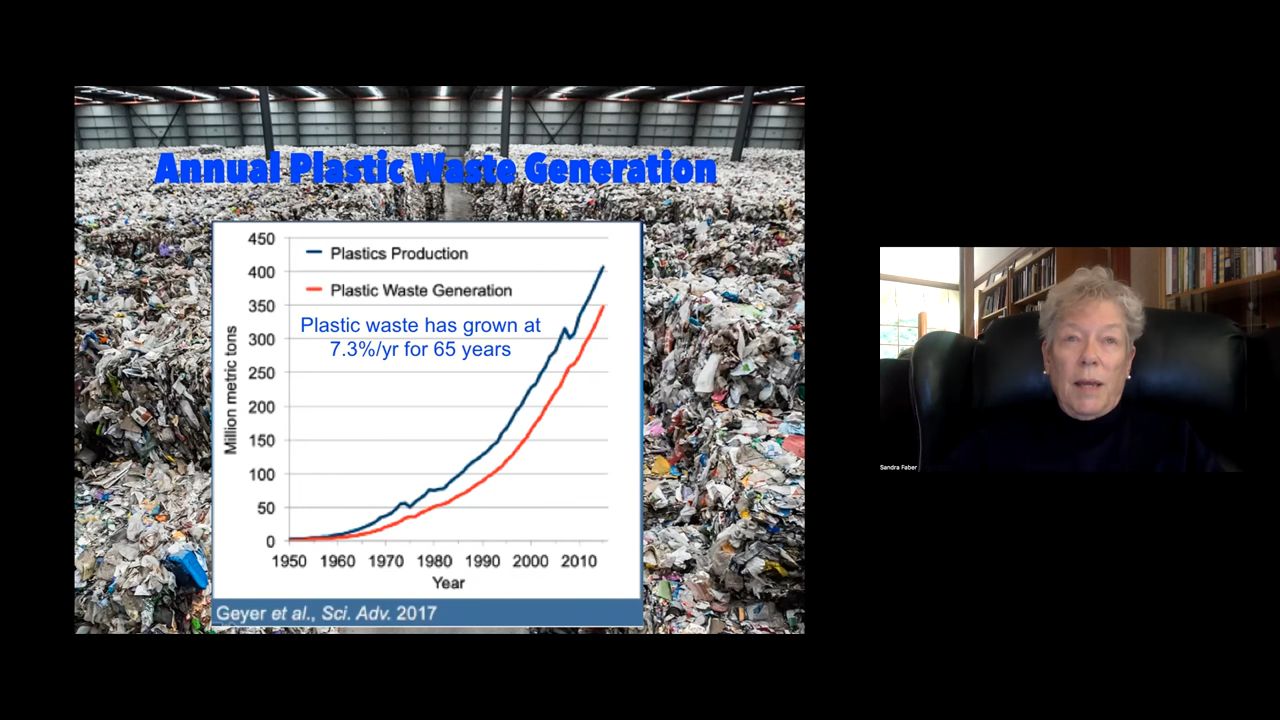 Annual Plastic Waste Generation
450
400
350
300
250
200
150
100
50
0
Million metric tons
Plastics Production
Plastic Waste Generation
Plastic waste has grown at
7.3%/yr for 65 years
1950 1960 1970 1980 1990 2000 2010
Year
Geyer et al., Sci. Adv. 2017
Sandra Faber